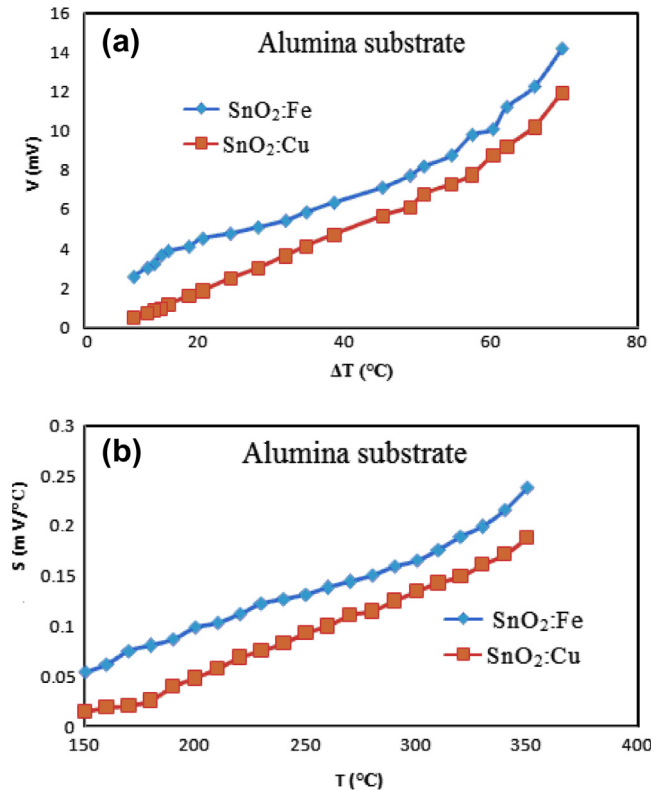 (a)
Alumina substrate
SnO₂:Fe
SnO₂:Cu
V (mV)
16
14
12
10
8
6
4
2
0
0 20 40 60 80
ΔT (°C)
(b)
Alumina substrate
SnO₂:Fe
SnO₂:Cu
S (m V/°C)
0.3
0.25
0.2
0.15
0.1
0.05
0
150 200 250 300 350 400
T (°C)